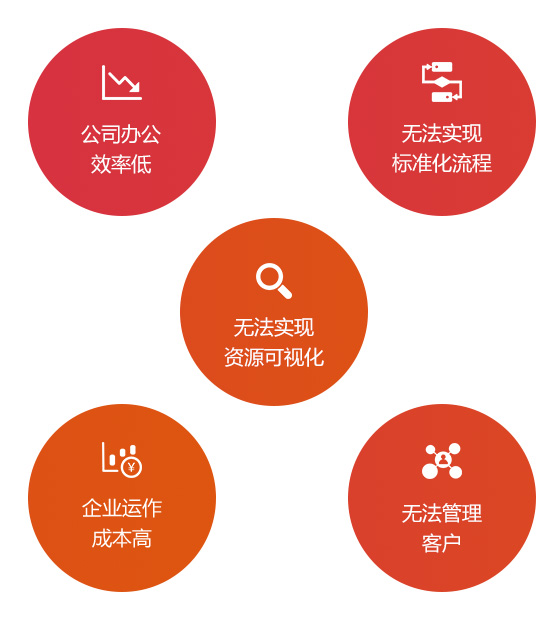 公司办公
效率低
无法实现
标准化流程
无法实现
资源可视化
¥
企业运作
成本高
无法管理
客户